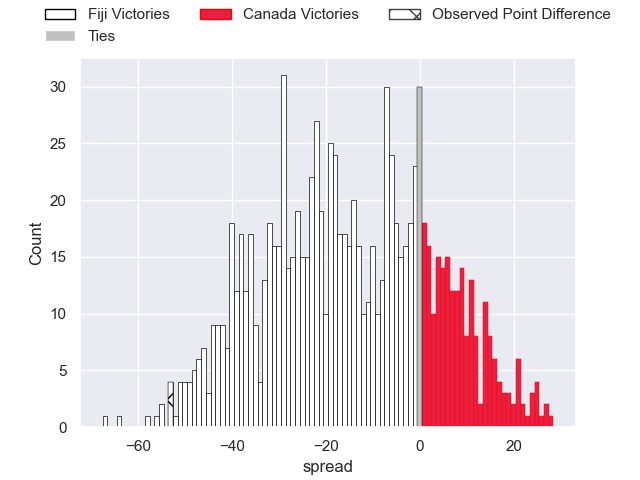 Fiji Victories
Canada Victories
Observed Point Difference
Ties
30
25
20
15
10
5
0
Count
−60
−40
−20
0
20
spread